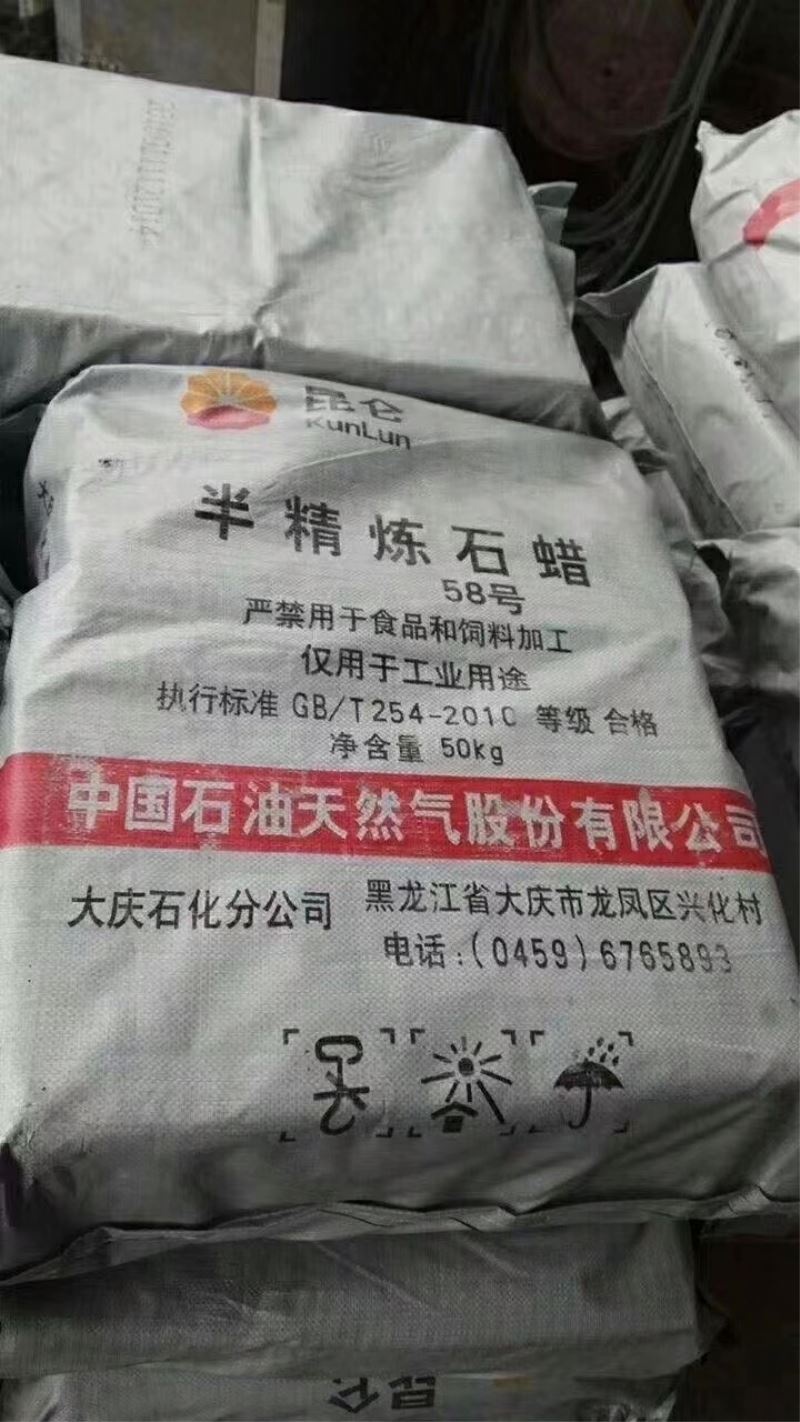 昆仑
KunLun
半精炼石蜡
58号
严禁用于食品和饲料加工
仅用于工业用途
执行标准 GB/T254-2010 等级 合格
净含量 50kg
中国石油天然气股份有限公司
大庆石化分公司
黑龙江省大庆市龙凤区兴化村
电话:(0459)6765893
昆仑